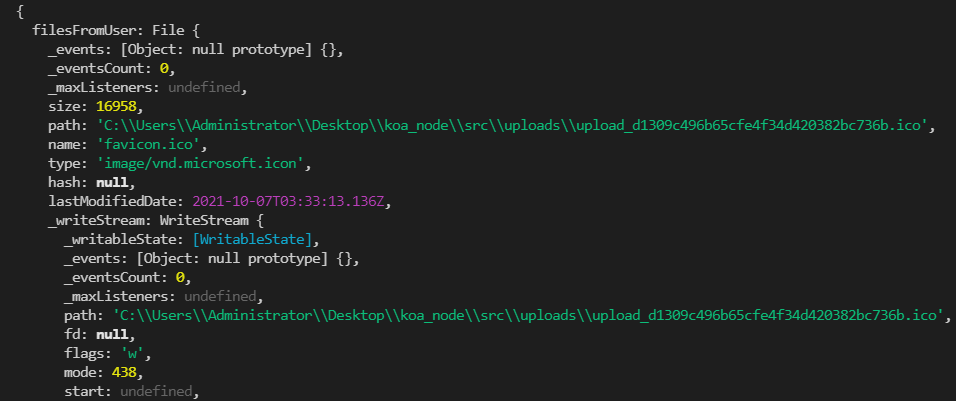 {
filesFromUser: File {
_events: [Object: null prototype] {},
_eventsCount: 0,
_maxListeners: undefined,
size: 16958,
path: 'C:\\Users\\Administrator\\Desktop\\koa_node\\src\\uploads\\upload_d1309c496b65cfe4f34d420382bc736b.ico',
name: 'favicon.ico',
type: 'image/vnd.microsoft.icon',
hash: null,
lastModifiedDate: 2021-10-07T03:33:13.136Z,
_writeStream: WriteStream {
_writableState: [WritableState],
_events: [Object: null prototype] {},
_eventsCount: 0,
_maxListeners: undefined,
path: 'C:\\Users\\Administrator\\Desktop\\koa_node\\src\\uploads\\upload_d1309c496b65cfe4f34d420382bc736b.ico',
fd: null,
flags: 'w',
mode: 438,
start: undefined,